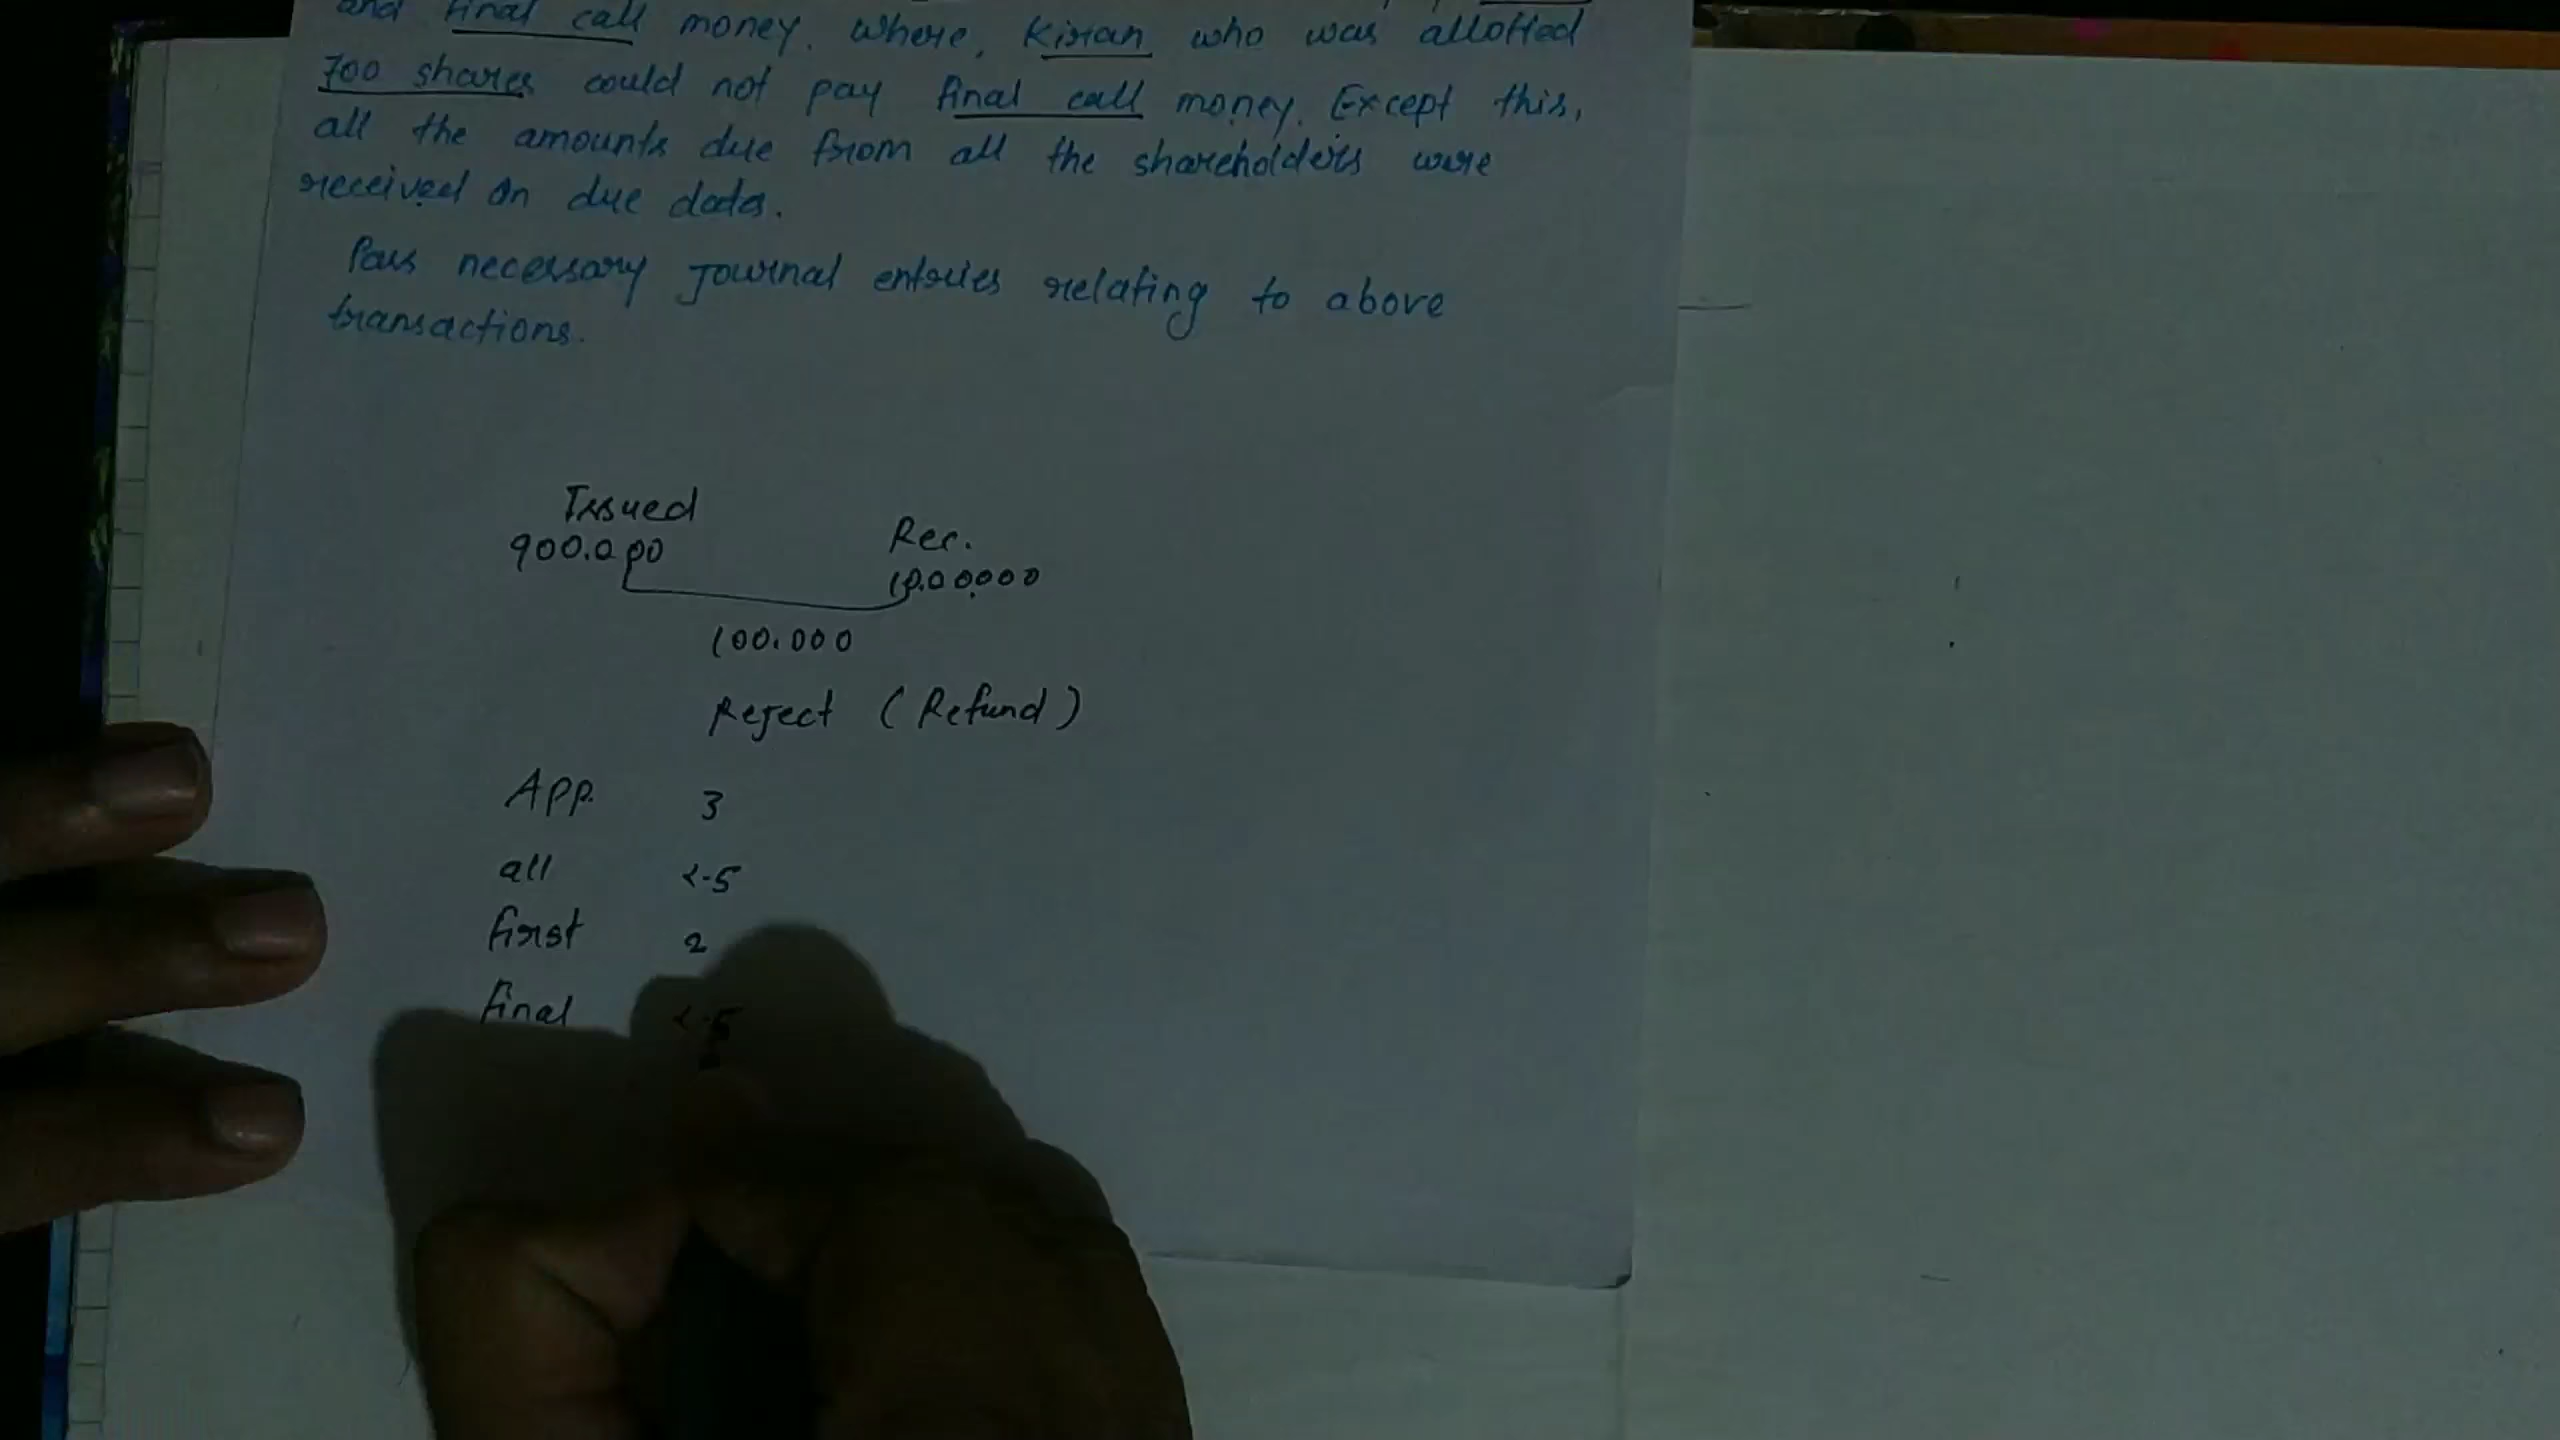 and final call money. Where, Kiran who was allotted
700 shares could not pay final call money. Except this,
all the amounts due from all the shareholders were
received on due dates.
Pass necessary Journal entries relating to above
transactions.
Issued
900.000
Rec.
10.00.000
100.000
Reject (Refund)
App. 3
all 2.5
first 2
final 2.5